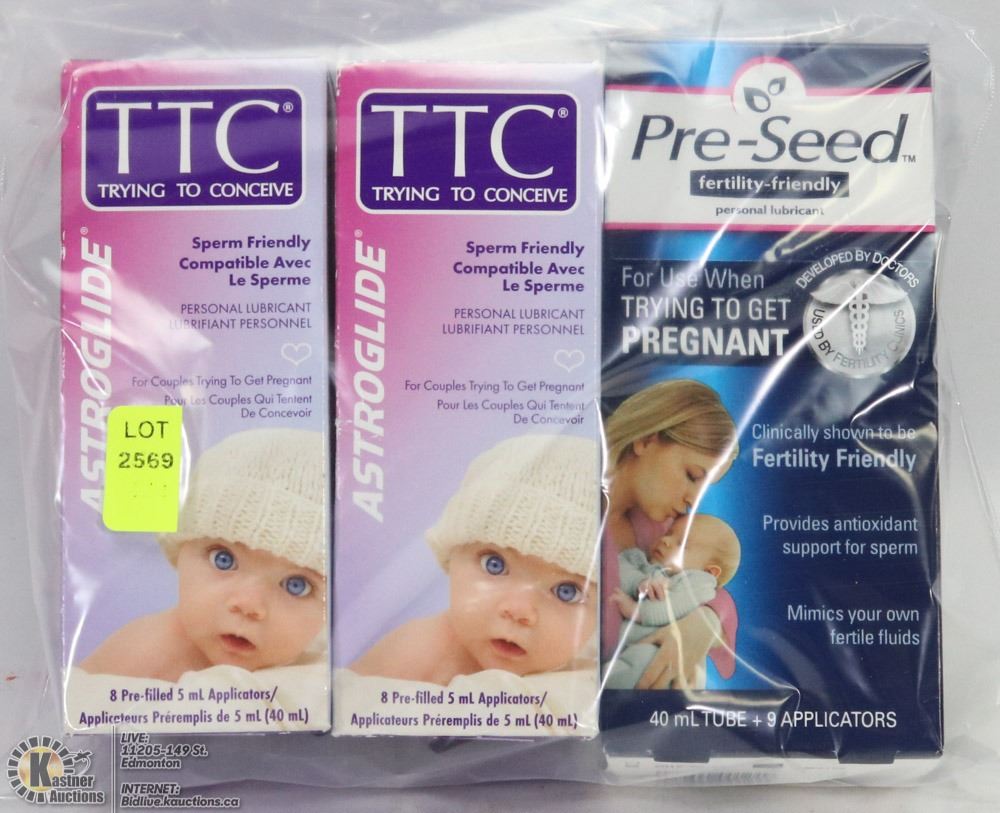 TTC®
TRYING TO CONCEIVE
ASTROGLIDE®
Sperm Friendly
Compatible Avec
Le Sperme
PERSONAL LUBRICANT
LUBRIFIANT PERSONNEL
For Couples Trying To Get Pregnant
Pour Les Couples Qui Tentent
De Concevoir
LOT
2569
8 Pre-filled 5 mL Applicators/
Applicateurs Préremplis de 5 mL (40 mL)
TTC®
TRYING TO CONCEIVE
ASTROGLIDE®
Sperm Friendly
Compatible Avec
Le Sperme
PERSONAL LUBRICANT
LUBRIFIANT PERSONNEL
For Couples Trying To Get Pregnant
Pour Les Couples Qui Tentent
De Concevoir
8 Pre-filled 5 mL Applicators/
Applicateurs Préremplis de 5 mL (40 mL)
Pre-Seed™
fertility-friendly
personal lubricant
For Use When
TRYING TO GET
PREGNANT
DEVELOPED BY DOCTORS
USED BY FERTILITY CLINICS
Clinically shown to be
Fertility Friendly
Provides antioxidant
support for sperm
Mimics your own
fertile fluids
40 mL TUBE + 9 APPLICATORS
Kastner
Auctions
LIVE:
11205-149 St.
Edmonton
INTERNET:
Bidlive.kauctions.ca